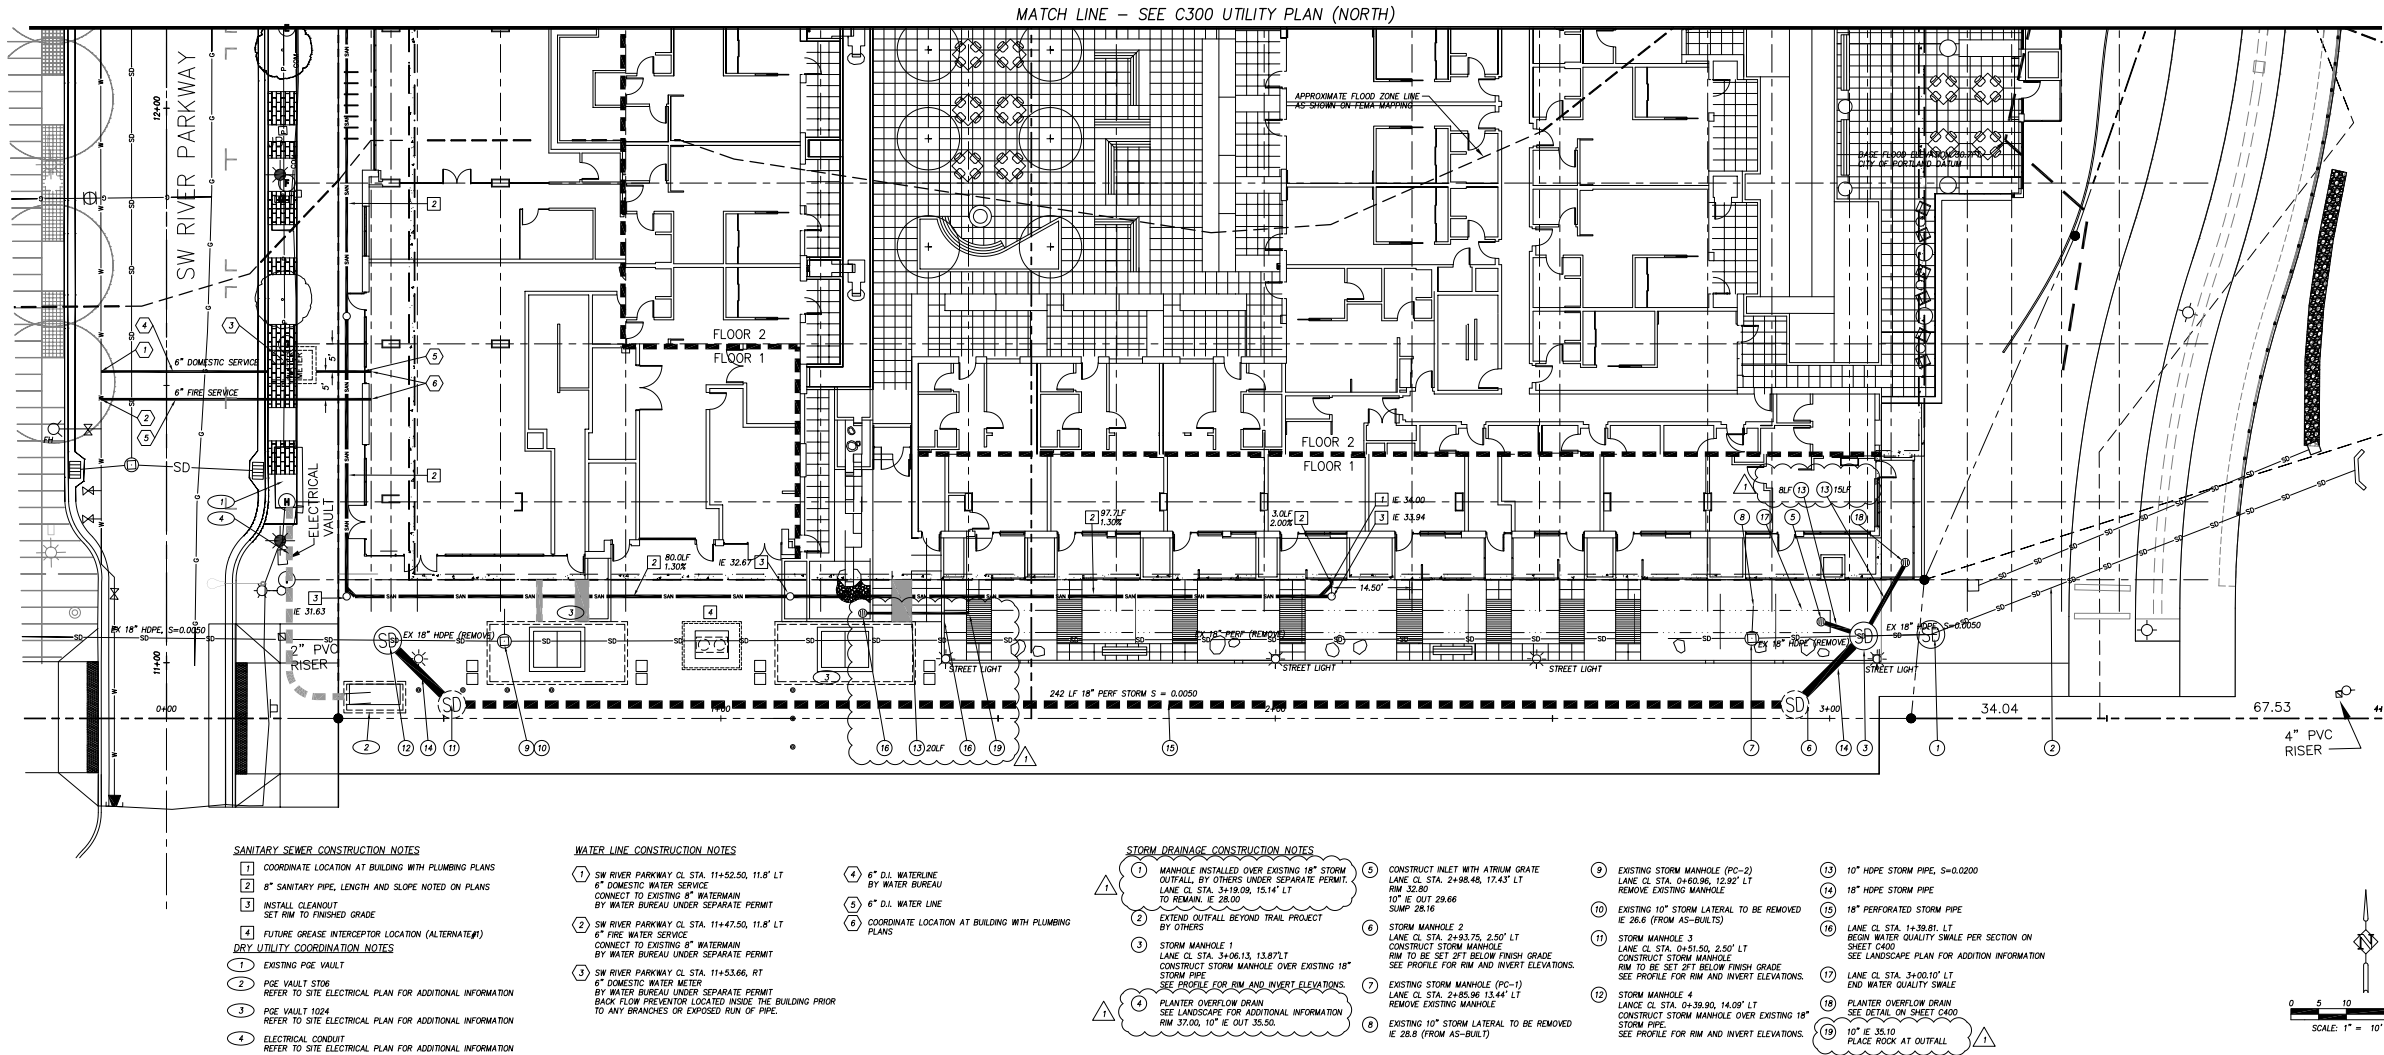 MATCH LINE – SEE C300 UTILITY PLAN (NORTH)
SW RIVER PARKWAY
12+00
11+00
APPROXIMATE FLOOD ZONE LINE
AS SHOWN ON FEMA MAPPING
CITY OF PORTLAND DATUM
FLOOR 2
FLOOR 1
FLOOR 2
FLOOR 1
6" DOMESTIC SERVICE
6" FIRE SERVICE
5'
5'
FH
SD
ELECTRICAL
VAULT
2" PVC
RISER
IE 31.63
80.0LF
1.30%
IE 32.67
97.7LF
1.30%
3.0LF
2.00%
IE 34.00
IE 33.94
14.50'
8LF
15LF
EX 18" HDPE, S=0.0050
EX 18" HDPE (REMOVE)
EX 18" PERF (REMOVE)
EX 18" HDPE (REMOVE)
EX 18" HDPE, S=0.0050
STREET LIGHT
STREET LIGHT
STREET LIGHT
STREET LIGHT
242 LF 18" PERF STORM S = 0.0050
0+00
1+00
2+00
3+00
34.04
67.53
20LF
4" PVC
RISER
SANITARY SEWER CONSTRUCTION NOTES
1 COORDINATE LOCATION AT BUILDING WITH PLUMBING PLANS
2 8" SANITARY PIPE, LENGTH AND SLOPE NOTED ON PLANS
3 INSTALL CLEANOUT
SET RIM TO FINISHED GRADE
4 FUTURE GREASE INTERCEPTOR LOCATION (ALTERNATE#1)
DRY UTILITY COORDINATION NOTES
1 EXISTING PGE VAULT
2 PGE VAULT ST06
REFER TO SITE ELECTRICAL PLAN FOR ADDITIONAL INFORMATION
3 PGE VAULT 1024
REFER TO SITE ELECTRICAL PLAN FOR ADDITIONAL INFORMATION
4 ELECTRICAL CONDUIT
REFER TO SITE ELECTRICAL PLAN FOR ADDITIONAL INFORMATION
WATER LINE CONSTRUCTION NOTES
1 SW RIVER PARKWAY CL STA. 11+52.50, 11.8' LT
6" DOMESTIC WATER SERVICE
CONNECT TO EXISTING 8" WATERMAIN
BY WATER BUREAU UNDER SEPARATE PERMIT
2 SW RIVER PARKWAY CL STA. 11+47.50, 11.8' LT
6" FIRE WATER SERVICE
CONNECT TO EXISTING 8" WATERMAIN
BY WATER BUREAU UNDER SEPARATE PERMIT
3 SW RIVER PARKWAY CL STA. 11+53.66, RT
6" DOMESTIC WATER METER
BY WATER BUREAU UNDER SEPARATE PERMIT
BACK FLOW PREVENTOR LOCATED INSIDE THE BUILDING PRIOR
TO ANY BRANCHES OR EXPOSED RUN OF PIPE.
4 6" D.I. WATERLINE
BY WATER BUREAU
5 6" D.I. WATER LINE
6 COORDINATE LOCATION AT BUILDING WITH PLUMBING
PLANS
STORM DRAINAGE CONSTRUCTION NOTES
1 MANHOLE INSTALLED OVER EXISTING 18" STORM
OUTFALL, BY OTHERS UNDER SEPARATE PERMIT.
LANE CL STA. 3+19.09, 15.14' LT
TO REMAIN. IE 28.00
2 EXTEND OUTFALL BEYOND TRAIL PROJECT
BY OTHERS
3 STORM MANHOLE 1
LANE CL STA. 3+06.13, 13.87'LT
CONSTRUCT STORM MANHOLE OVER EXISTING 18"
STORM PIPE
SEE PROFILE FOR RIM AND INVERT ELEVATIONS.
4 PLANTER OVERFLOW DRAIN
SEE LANDSCAPE FOR ADDITIONAL INFORMATION
RIM 37.00, 10" IE OUT 35.50.
5 CONSTRUCT INLET WITH ATRIUM GRATE
LANE CL STA. 2+98.48, 17.43' LT
RIM 32.80
10" IE OUT 29.66
SUMP 28.16
6 STORM MANHOLE 2
LANE CL STA. 2+93.75, 2.50' LT
CONSTRUCT STORM MANHOLE
RIM TO BE SET 2FT BELOW FINISH GRADE
SEE PROFILE FOR RIM AND INVERT ELEVATIONS.
7 EXISTING STORM MANHOLE (PC-1)
LANE CL STA. 2+85.96 13.44' LT
REMOVE EXISTING MANHOLE
8 EXISTING 10" STORM LATERAL TO BE REMOVED
IE 28.8 (FROM AS-BUILT)
9 EXISTING STORM MANHOLE (PC-2)
LANE CL STA. 0+60.96, 12.92' LT
REMOVE EXISTING MANHOLE
10 EXISTING 10" STORM LATERAL TO BE REMOVED
IE 26.6 (FROM AS-BUILTS)
11 STORM MANHOLE 3
LANE CL STA. 0+51.50, 2.50' LT
CONSTRUCT STORM MANHOLE
RIM TO BE SET 2FT BELOW FINISH GRADE
SEE PROFILE FOR RIM AND INVERT ELEVATIONS.
12 STORM MANHOLE 4
LANCE CL STA. 0+39.90, 14.09' LT
CONSTRUCT STORM MANHOLE OVER EXISTING 18"
STORM PIPE.
SEE PROFILE FOR RIM AND INVERT ELEVATIONS.
13 10" HDPE STORM PIPE, S=0.0200
14 18" HDPE STORM PIPE
15 18" PERFORATED STORM PIPE
16 LANE CL STA. 1+39.81. LT
BEGIN WATER QUALITY SWALE PER SECTION ON
SHEET C400
SEE LANDSCAPE PLAN FOR ADDITION INFORMATION
17 LANE CL STA. 3+00.10' LT
END WATER QUALITY SWALE
18 PLANTER OVERFLOW DRAIN
SEE DETAIL ON SHEET C400
19 10" IE 35.10
PLACE ROCK AT OUTFALL
N
0 5 10
SCALE: 1" = 10'